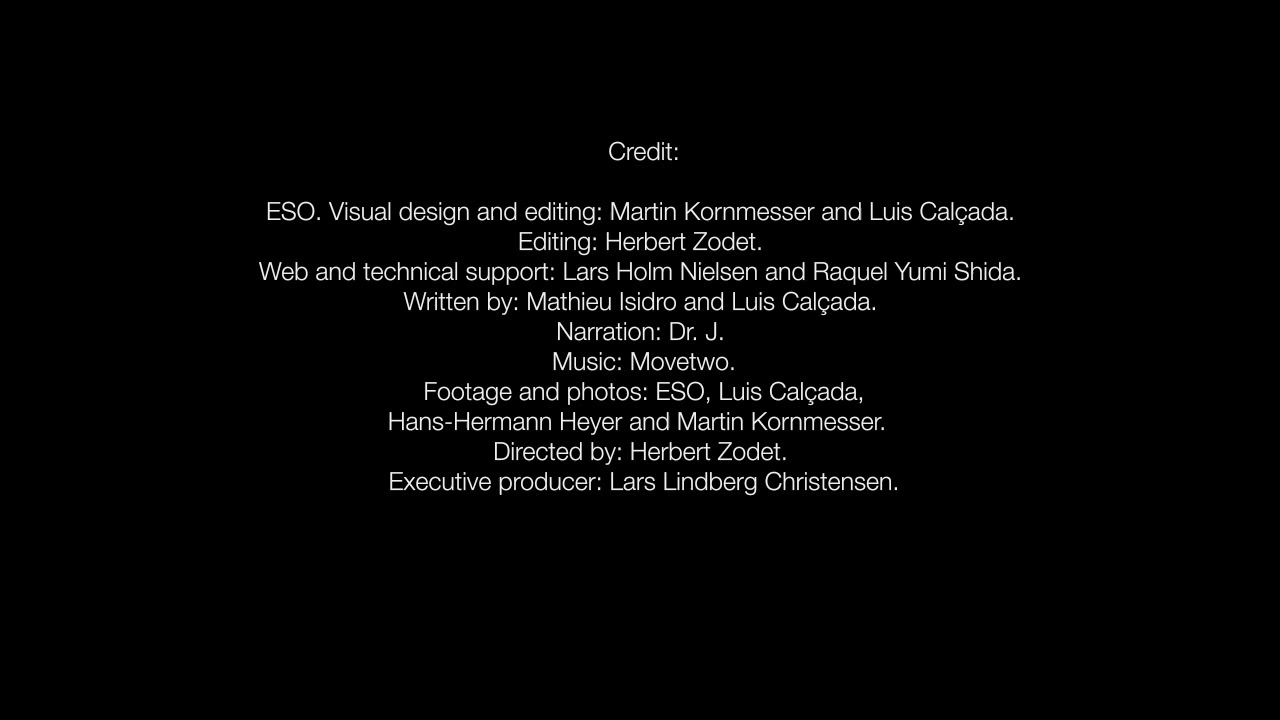 Credit:
ESO. Visual design and editing: Martin Kornmesser and Luis Calçada.
Editing: Herbert Zodet.
Web and technical support: Lars Holm Nielsen and Raquel Yumi Shida.
Written by: Mathieu Isidro and Luis Calçada.
Narration: Dr. J.
Music: Movetwo.
Footage and photos: ESO, Luis Calçada,
Hans-Hermann Heyer and Martin Kornmesser.
Directed by: Herbert Zodet.
Executive producer: Lars Lindberg Christensen.